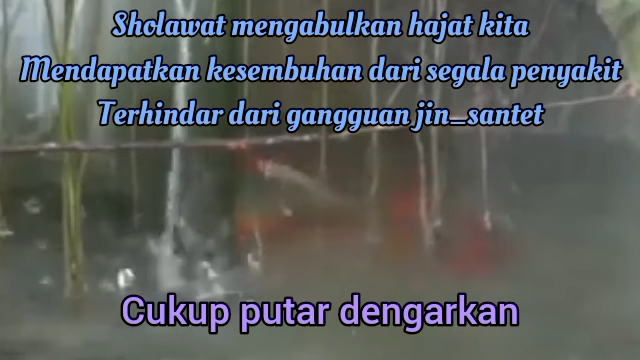 Sholawat mengabulkan hajat kita
Mendapatkan kesembuhan dari segala penyakit
Terhindar dari gangguan jin_santet
Cukup putar dengarkan